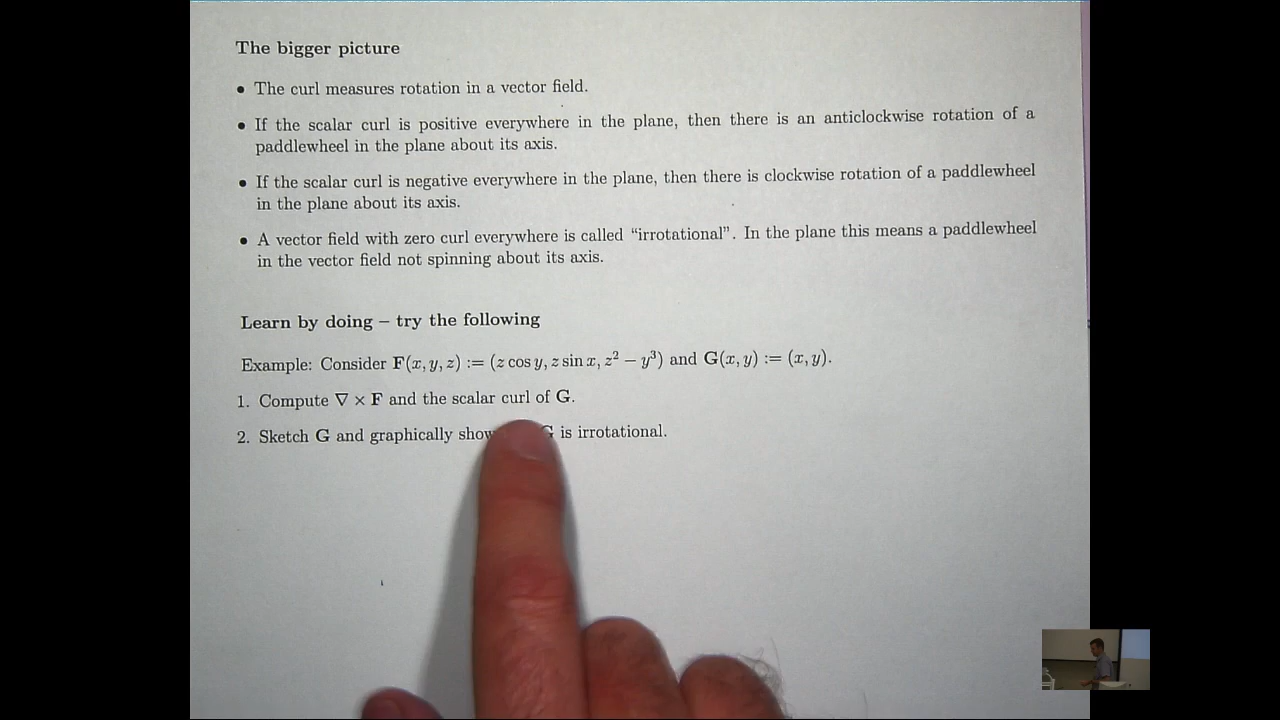 The bigger picture
• The curl measures rotation in a vector field.
• If the scalar curl is positive everywhere in the plane, then there is an anticlockwise rotation of a
paddlewheel in the plane about its axis.
• If the scalar curl is negative everywhere in the plane, then there is clockwise rotation of a paddlewheel
in the plane about its axis.
• A vector field with zero curl everywhere is called “irrotational”. In the plane this means a paddlewheel
in the vector field not spinning about its axis.
Learn by doing – try the following
Example: Consider F(x, y, z) := (z cos y, z sin x, z² − y³) and G(x, y) := (x, y).
1. Compute ∇ × F and the scalar curl of G.
2. Sketch G and graphically show G is irrotational.